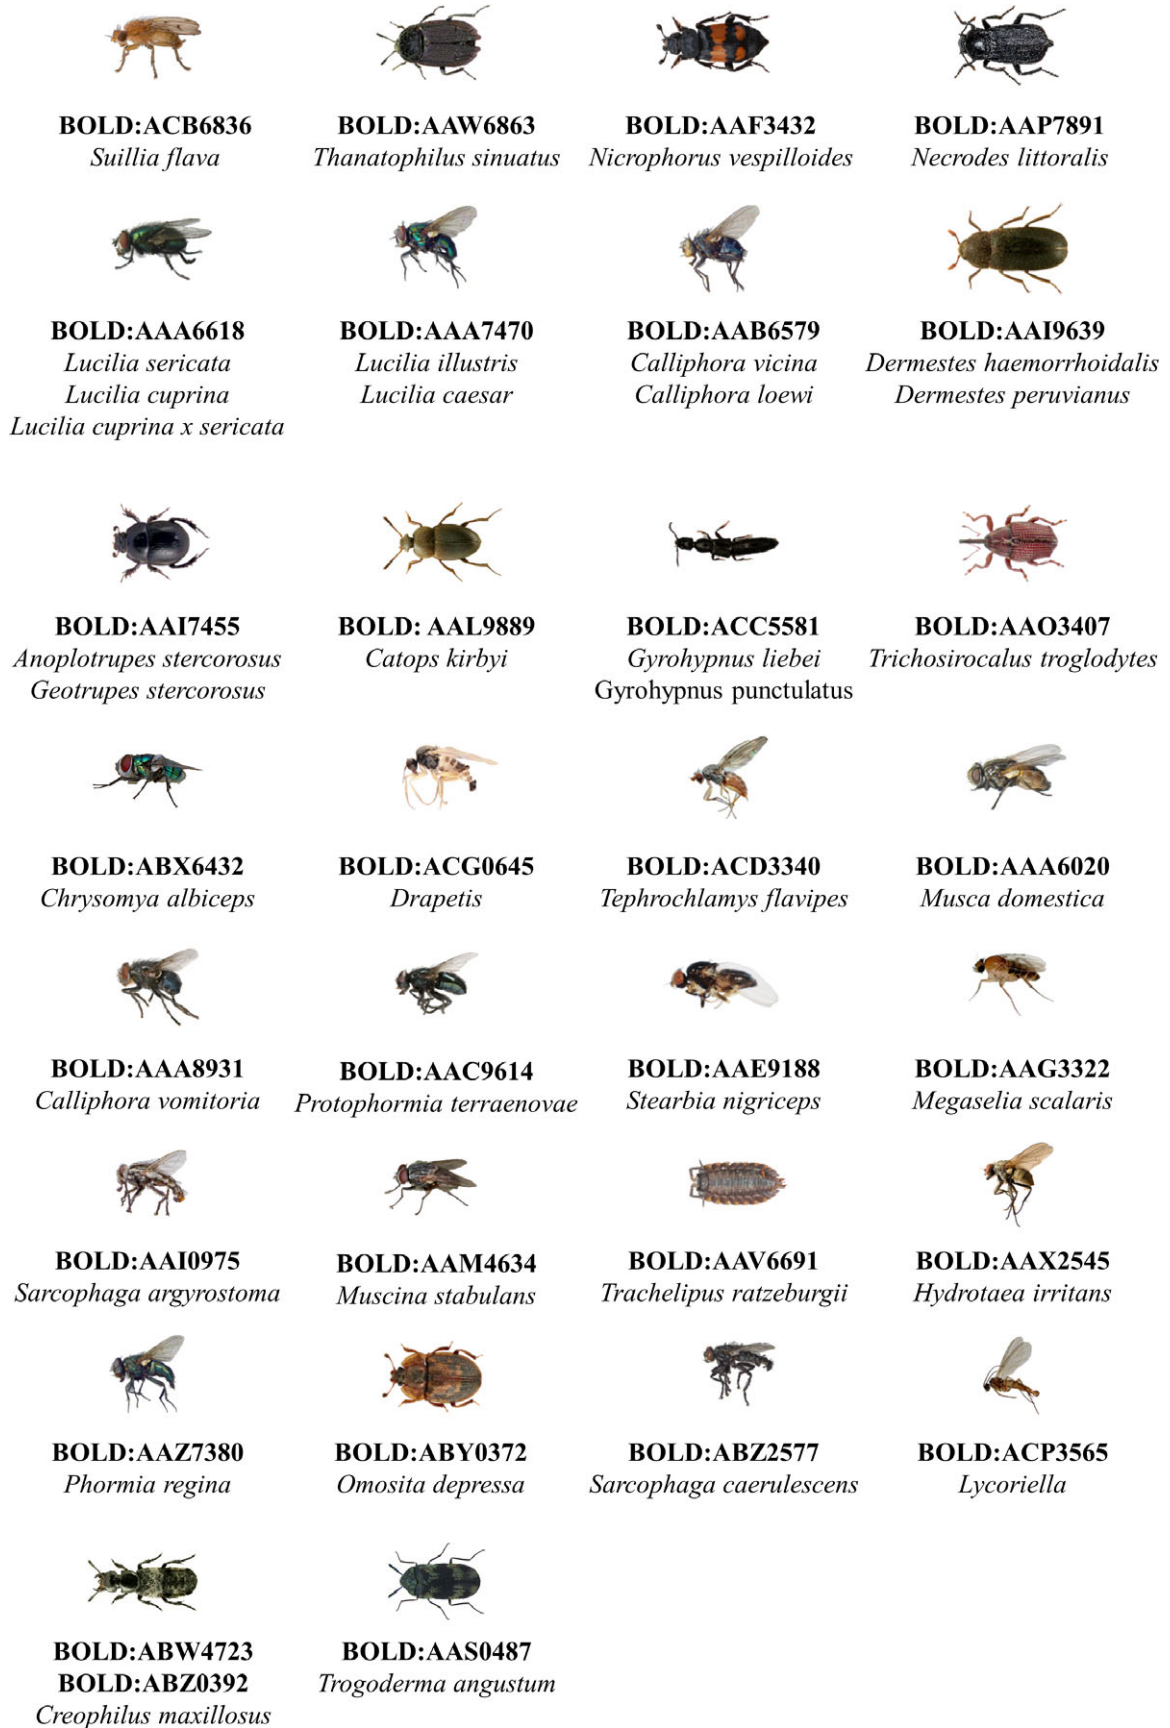 BOLD:ACB6836
Suillia flava
BOLD:AAW6863
Thanatophilus sinuatus
BOLD:AAF3432
Nicrophorus vespilloides
BOLD:AAP7891
Necrodes littoralis
BOLD:AAA6618
Lucilia sericata
Lucilia cuprina
Lucilia cuprina x sericata
BOLD:AAA7470
Lucilia illustris
Lucilia caesar
BOLD:AAB6579
Calliphora vicina
Calliphora loewi
BOLD:AAI9639
Dermestes haemorrhoidalis
Dermestes peruvianus
BOLD:AAI7455
Anoplotrupes stercorosus
Geotrupes stercorosus
BOLD: AAL9889
Catops kirbyi
BOLD:ACC5581
Gyrohypnus liebei
Gyrohypnus punctulatus
BOLD:AAO3407
Trichosirocalus troglodytes
BOLD:ABX6432
Chrysomya albiceps
BOLD:ACG0645
Drapetis
BOLD:ACD3340
Tephrochlamys flavipes
BOLD:AAA6020
Musca domestica
BOLD:AAA8931
Calliphora vomitoria
BOLD:AAC9614
Protophormia terraenovae
BOLD:AAE9188
Stearbia nigriceps
BOLD:AAG3322
Megaselia scalaris
BOLD:AAI0975
Sarcophaga argyrostoma
BOLD:AAM4634
Muscina stabulans
BOLD:AAV6691
Trachelipus ratzeburgii
BOLD:AAX2545
Hydrotaea irritans
BOLD:AAZ7380
Phormia regina
BOLD:ABY0372
Omosita depressa
BOLD:ABZ2577
Sarcophaga caerulescens
BOLD:ACP3565
Lycoriella
BOLD:ABW4723
BOLD:ABZ0392
Creophilus maxillosus
BOLD:AAS0487
Trogoderma angustum